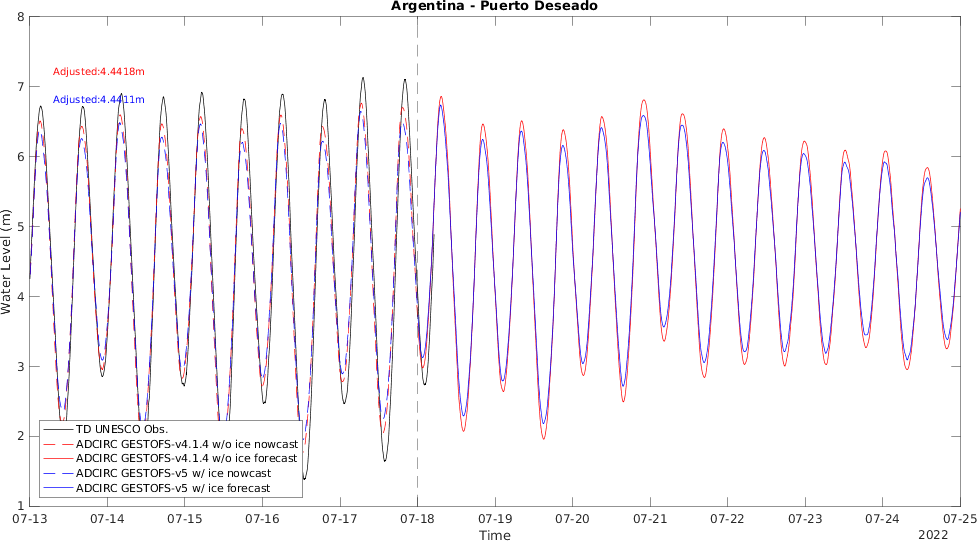 Argentina - Puerto Deseado
8
7
6
5
4
3
2
1
Water Level (m)
Adjusted:4.4418m
Adjusted:4.4411m
TD UNESCO Obs.
ADCIRC GESTOFS-v4.1.4 w/o ice nowcast
ADCIRC GESTOFS-v4.1.4 w/o ice forecast
ADCIRC GESTOFS-v5 w/ ice nowcast
ADCIRC GESTOFS-v5 w/ ice forecast
07-13 07-14 07-15 07-16 07-17 07-18 07-19 07-20 07-21 07-22 07-23 07-24 07-25
Time
2022